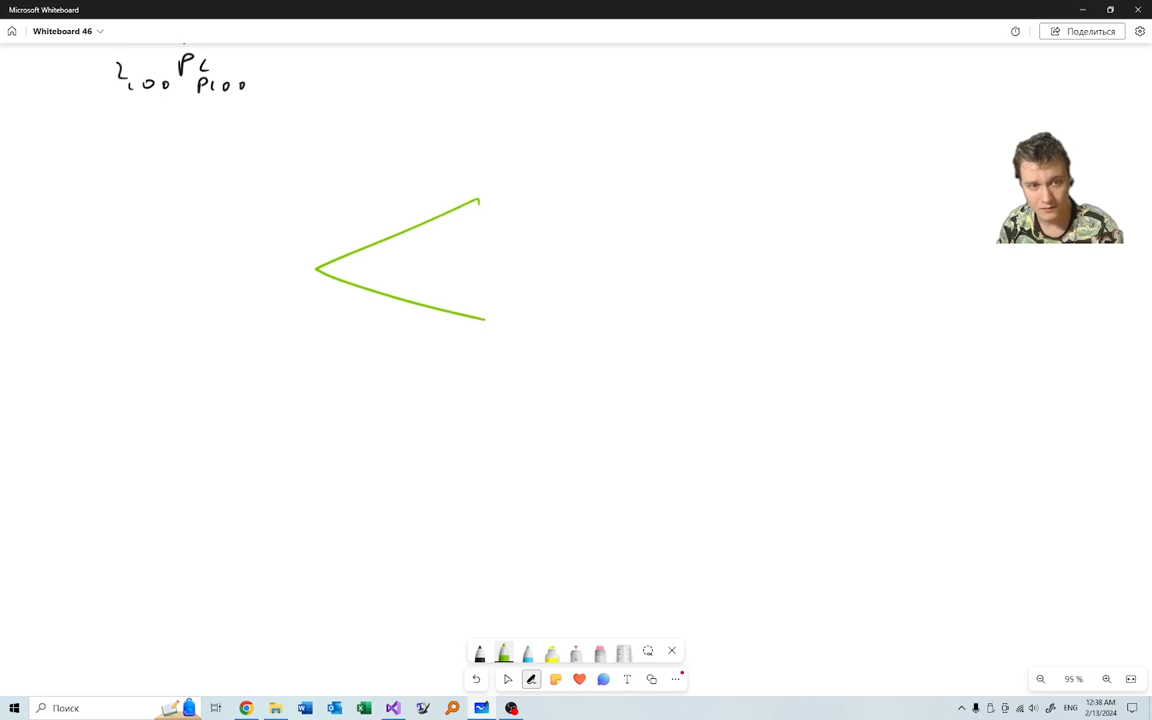 Microsoft Whiteboard
Whiteboard 46
Поделиться
95 %
Поиск
ENG
12:38 AM
2/13/2024